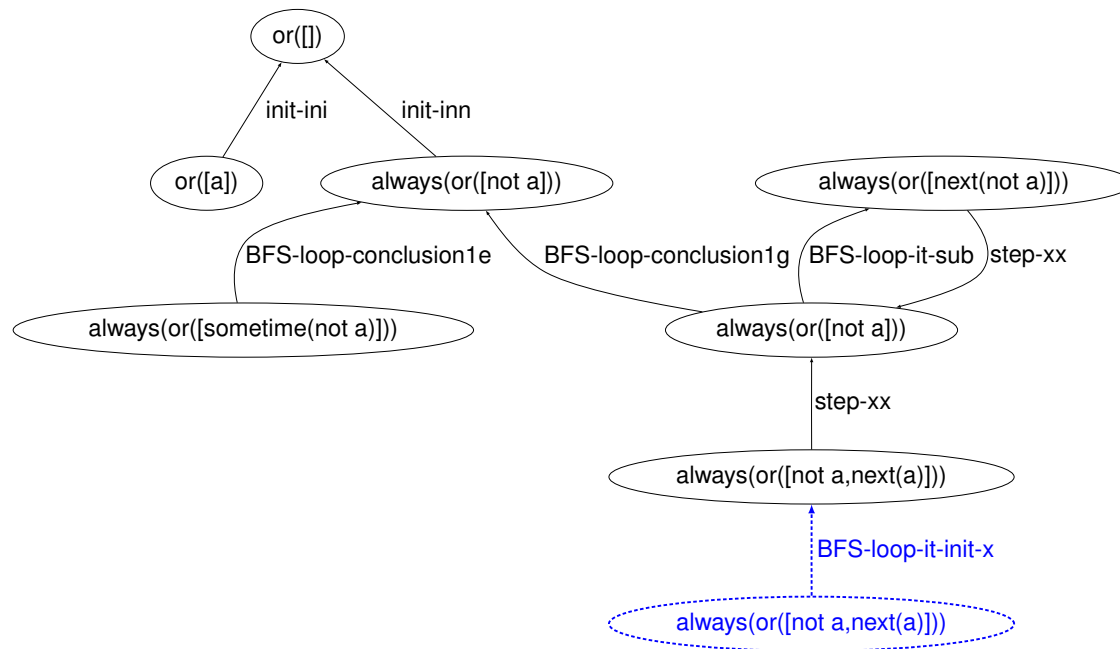 or([])
init-ini
init-inn
or([a])
always(or([not a]))
always(or([next(not a)]))
BFS-loop-conclusion1e
BFS-loop-conclusion1g
BFS-loop-it-sub
step-xx
always(or([sometime(not a)]))
always(or([not a]))
step-xx
always(or([not a,next(a)]))
BFS-loop-it-init-x
always(or([not a,next(a)]))